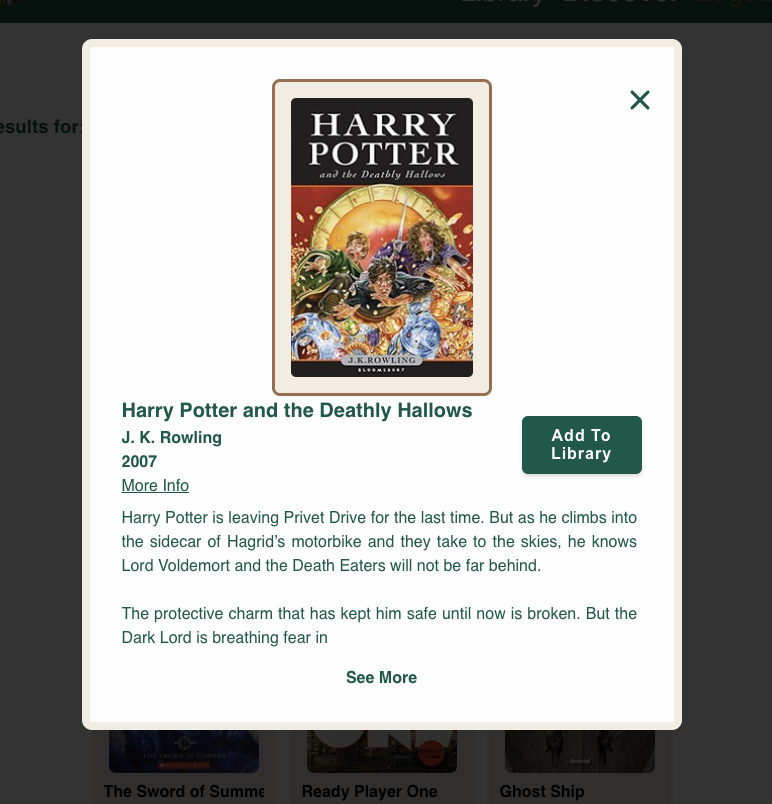 Library Discover
esults for:
HARRY
POTTER
and the Deathly Hallows
J.K.ROWLING
BLOOMSBURY
Harry Potter and the Deathly Hallows
J. K. Rowling
2007
More Info
Add To
Library
Harry Potter is leaving Privet Drive for the last time. But as he climbs into
the sidecar of Hagrid’s motorbike and they take to the skies, he knows
Lord Voldemort and the Death Eaters will not be far behind.
The protective charm that has kept him safe until now is broken. But the
Dark Lord is breathing fear in
See More
THE SWORD OF SUMMER
SCHOLASTIC
The Sword of Summe
Ready Player One
Ghost Ship